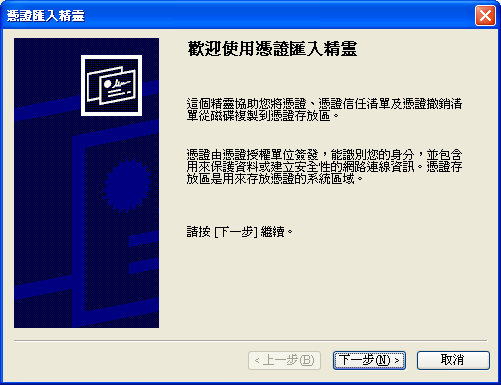 憑證匯入精靈
歡迎使用憑證匯入精靈
這個精靈協助您將憑證、憑證信任清單及憑證撤銷清
單從磁碟複製到憑證存放區。
憑證由憑證授權單位簽發，能識別您的身分，並包含
用來保護資料或建立安全性的網路連線資訊。憑證存
放區是用來存放憑證的系統區域。
請按 [下一步] 繼續。
< 上一步(B)
下一步(N) >
取消